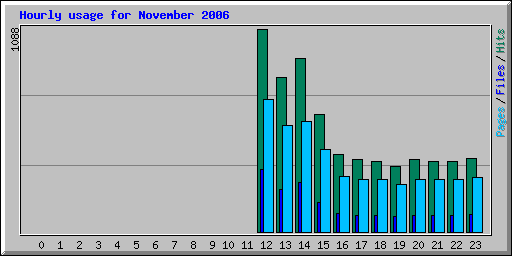 Hourly usage for November 2006
1088
Pages/Files/Hits
0 1 2 3 4 5 6 7 8 9 10 11 12 13 14 15 16 17 18 19 20 21 22 23